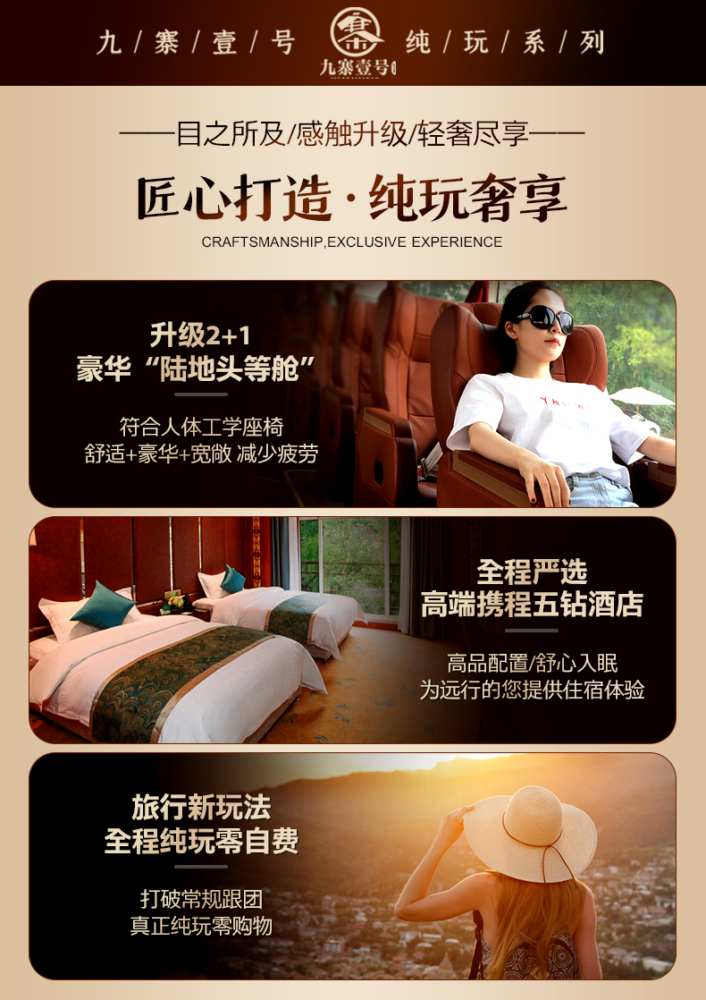 九/寨/壹/号
寨
九寨壹号
纯/玩/系/列
——目之所及/感触升级/轻奢尽享——
匠心打造·纯玩奢享
CRAFTSMANSHIP,EXCLUSIVE EXPERIENCE
升级2+1
豪华“陆地头等舱”
符合人体工学座椅
舒适+豪华+宽敞 减少疲劳
全程严选
高端携程五钻酒店
高品配置/舒心入眠
为远行的您提供住宿体验
旅行新玩法
全程纯玩零自费
打破常规跟团
真正纯玩零购物